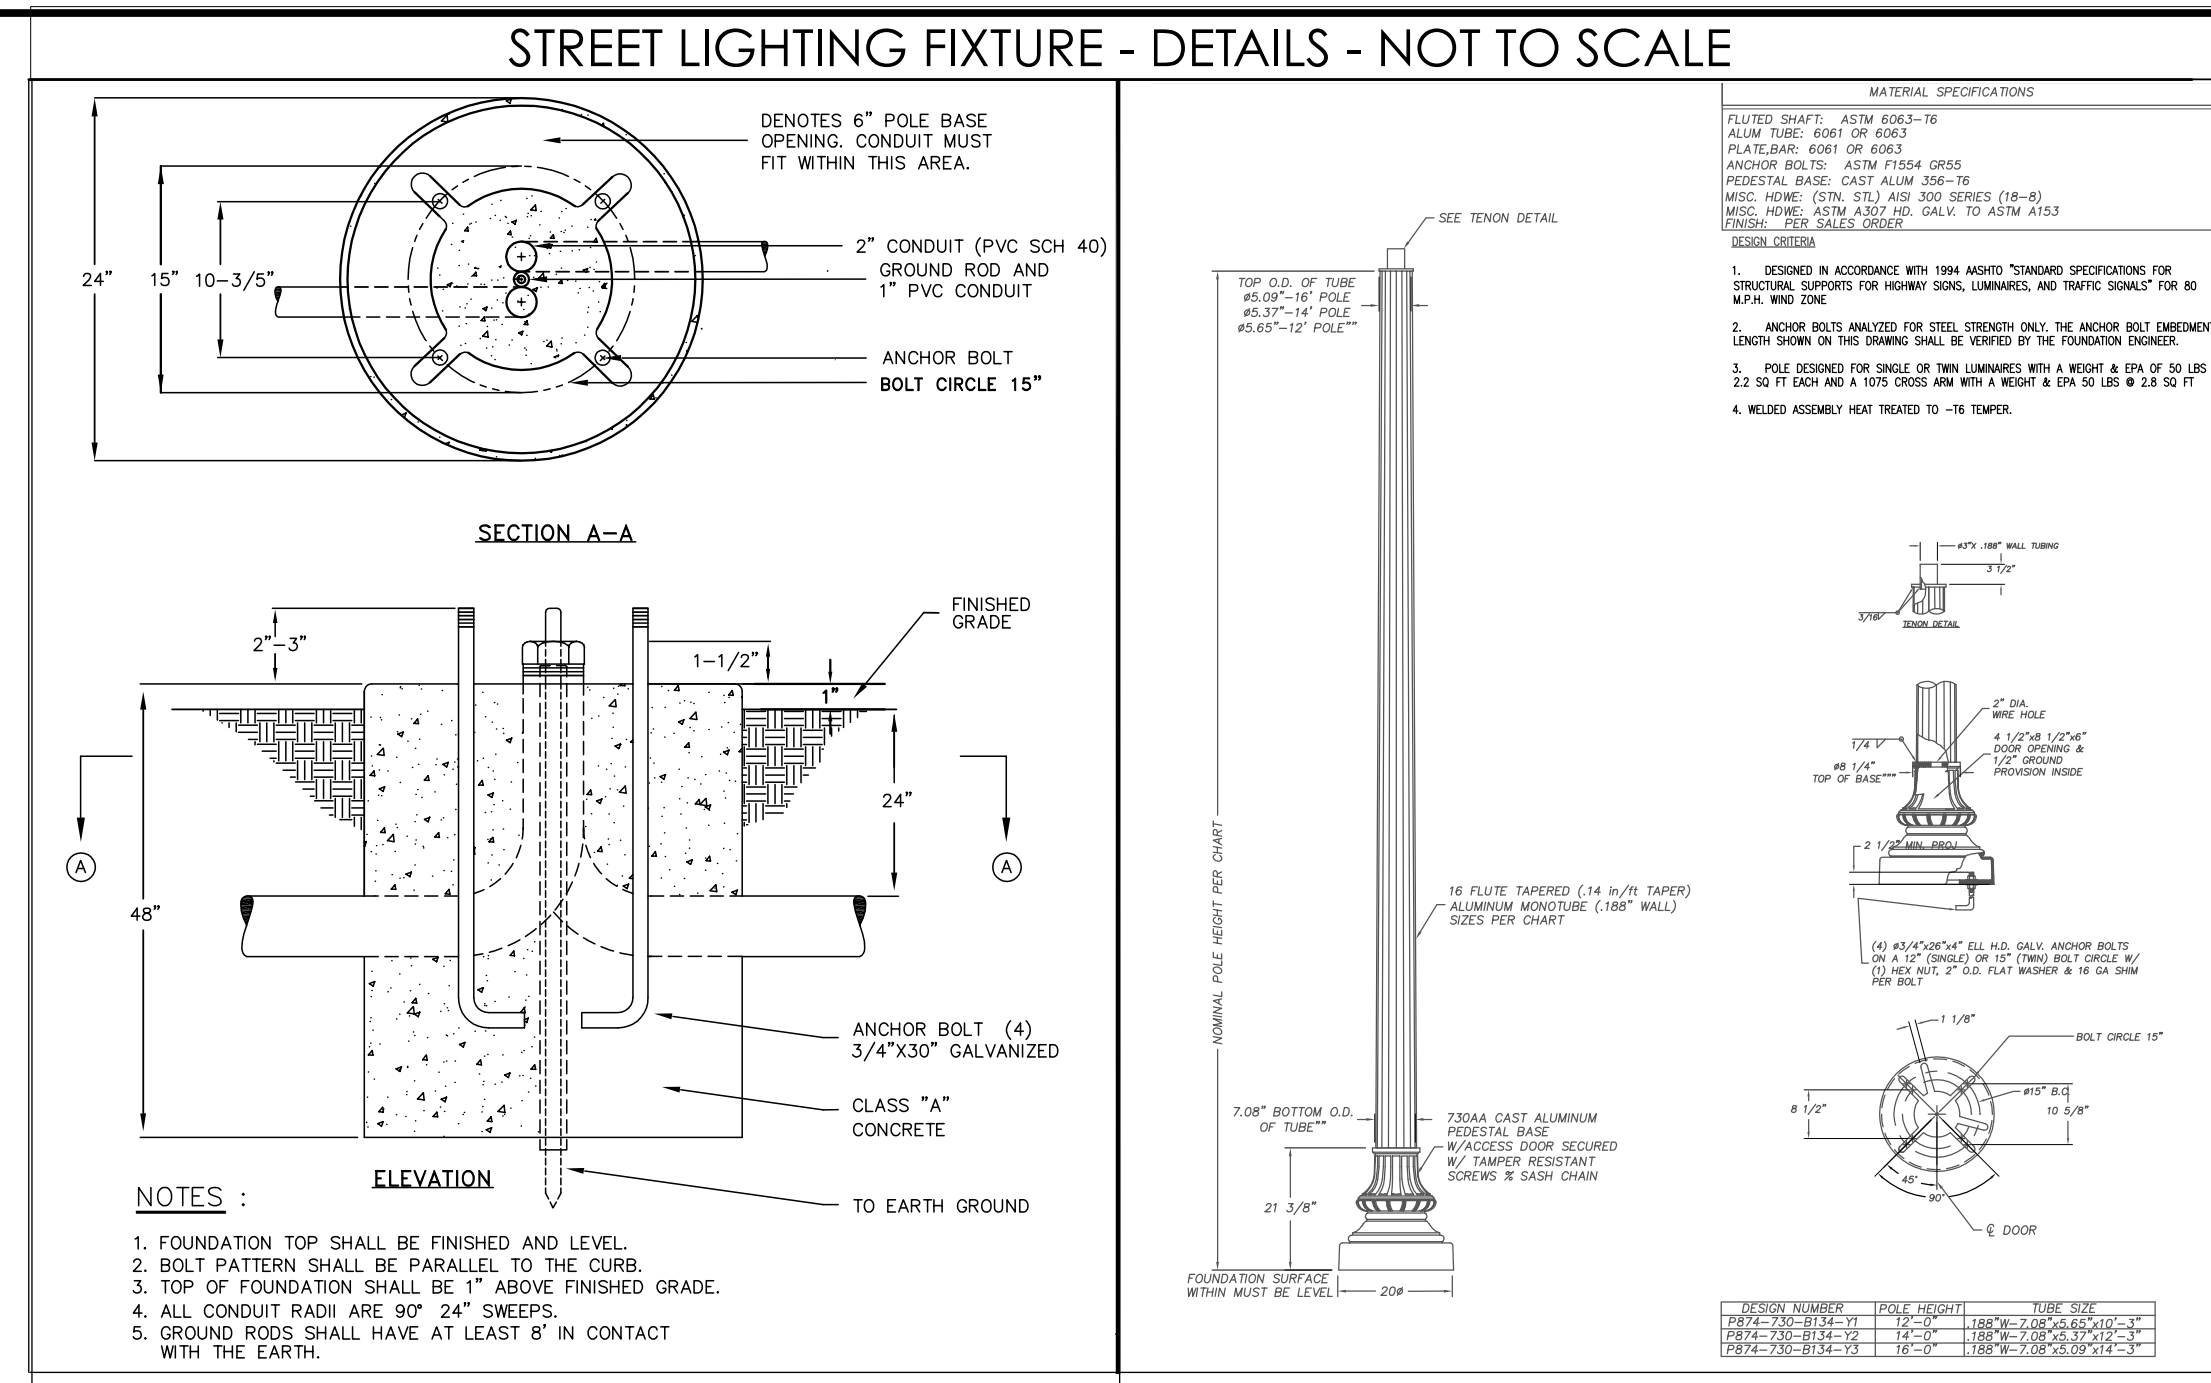 STREET LIGHTING FIXTURE - DETAILS - NOT TO SCALE
DENOTES 6" POLE BASE
OPENING. CONDUIT MUST
FIT WITHIN THIS AREA.
24"
15"
10-3/5"
2" CONDUIT (PVC SCH 40)
GROUND ROD AND
1" PVC CONDUIT
ANCHOR BOLT
BOLT CIRCLE 15"
SECTION A-A
2"-3"
1-1/2"
1"
FINISHED
GRADE
24"
48"
A
A
ANCHOR BOLT (4)
3/4"X30" GALVANIZED
CLASS "A"
CONCRETE
TO EARTH GROUND
ELEVATION
NOTES :
1. FOUNDATION TOP SHALL BE FINISHED AND LEVEL.
2. BOLT PATTERN SHALL BE PARALLEL TO THE CURB.
3. TOP OF FOUNDATION SHALL BE 1" ABOVE FINISHED GRADE.
4. ALL CONDUIT RADII ARE 90° 24" SWEEPS.
5. GROUND RODS SHALL HAVE AT LEAST 8' IN CONTACT
WITH THE EARTH.
SEE TENON DETAIL
TOP O.D. OF TUBE
ø5.09"-16' POLE
ø5.37"-14' POLE
ø5.65"-12' POLE""
NOMINAL POLE HEIGHT PER CHART
16 FLUTE TAPERED (.14 in/ft TAPER)
ALUMINUM MONOTUBE (.188" WALL)
SIZES PER CHART
7.08" BOTTOM O.D.
OF TUBE""
730AA CAST ALUMINUM
PEDESTAL BASE
W/ACCESS DOOR SECURED
W/ TAMPER RESISTANT
SCREWS % SASH CHAIN
21 3/8"
FOUNDATION SURFACE
WITHIN MUST BE LEVEL
20ø
MATERIAL SPECIFICATIONS
FLUTED SHAFT: ASTM 6063-T6
ALUM TUBE: 6061 OR 6063
PLATE,BAR: 6061 OR 6063
ANCHOR BOLTS: ASTM F1554 GR55
PEDESTAL BASE: CAST ALUM 356-T6
MISC. HDWE: (STN. STL) AISI 300 SERIES (18-8)
MISC. HDWE: ASTM A307 HD. GALV. TO ASTM A153
FINISH: PER SALES ORDER
DESIGN CRITERIA
1. DESIGNED IN ACCORDANCE WITH 1994 AASHTO "STANDARD SPECIFICATIONS FOR
STRUCTURAL SUPPORTS FOR HIGHWAY SIGNS, LUMINAIRES, AND TRAFFIC SIGNALS" FOR 80
M.P.H. WIND ZONE
2. ANCHOR BOLTS ANALYZED FOR STEEL STRENGTH ONLY. THE ANCHOR BOLT EMBEDMENT
LENGTH SHOWN ON THIS DRAWING SHALL BE VERIFIED BY THE FOUNDATION ENGINEER.
3. POLE DESIGNED FOR SINGLE OR TWIN LUMINAIRES WITH A WEIGHT & EPA OF 50 LBS
2.2 SQ FT EACH AND A 1075 CROSS ARM WITH A WEIGHT & EPA 50 LBS @ 2.8 SQ FT
4. WELDED ASSEMBLY HEAT TREATED TO -T6 TEMPER.
ø3"X .188" WALL TUBING
3 1/2"
3/16
TENON DETAIL
2" DIA.
WIRE HOLE
4 1/2"x8 1/2"x6"
DOOR OPENING &
1/2" GROUND
PROVISION INSIDE
1/4
ø8 1/4"
TOP OF BASE"""
2 1/2" MIN. PROJ
(4) ø3/4"x26"x4" ELL H.D. GALV. ANCHOR BOLTS
ON A 12" (SINGLE) OR 15" (TWIN) BOLT CIRCLE W/
(1) HEX NUT, 2" O.D. FLAT WASHER & 16 GA SHIM
PER BOLT
1 1/8"
BOLT CIRCLE 15"
ø15" B.C.
8 1/2"
10 5/8"
45°
90°
℄ DOOR
DESIGN NUMBER POLE HEIGHT TUBE SIZE
P874-730-B134-Y1 12'-0" .188"W-7.08"x5.65"x10'-3"
P874-730-B134-Y2 14'-0" .188"W-7.08"x5.37"x12'-3"
P874-730-B134-Y3 16'-0" .188"W-7.08"x5.09"x14'-3"